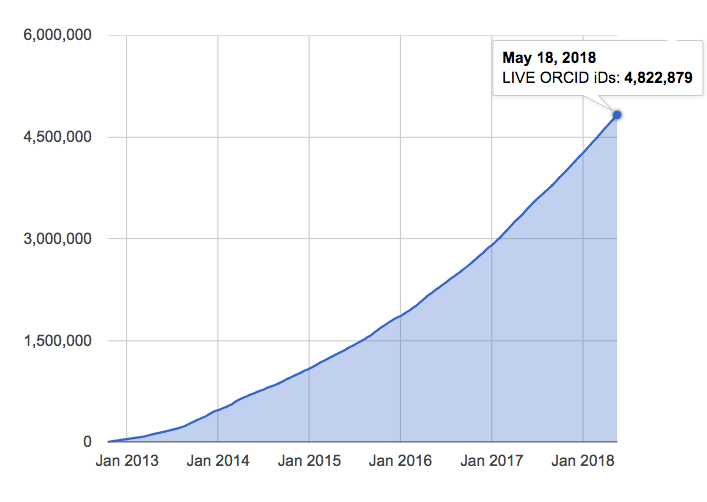 6,000,000
May 18, 2018
LIVE ORCID iDs: 4,822,879
4,500,000
3,000,000
1,500,000
0
Jan 2013 Jan 2014 Jan 2015 Jan 2016 Jan 2017 Jan 2018